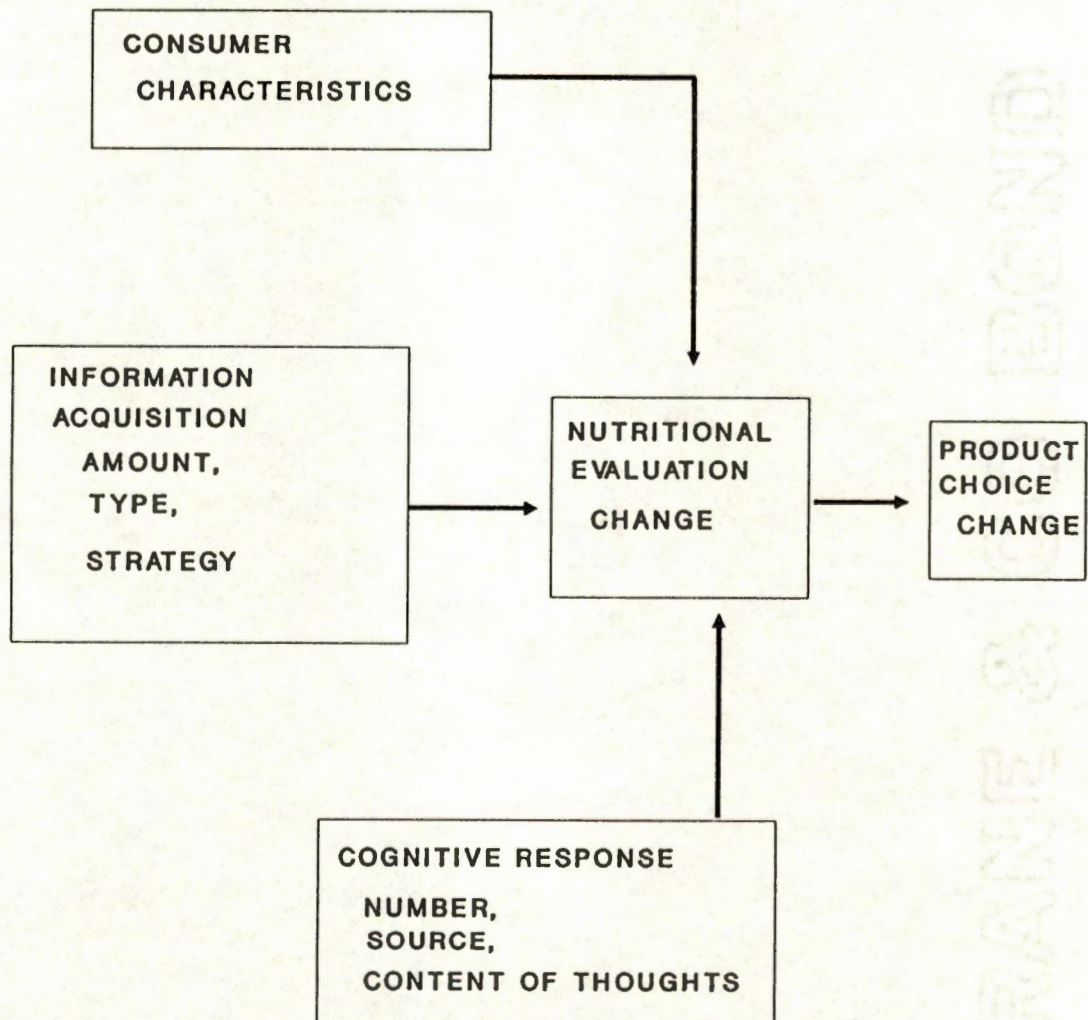 CONSUMER
CHARACTERISTICS
INFORMATION
ACQUISITION
AMOUNT,
TYPE,
STRATEGY
NUTRITIONAL
EVALUATION
CHANGE
PRODUCT
CHOICE
CHANGE
COGNITIVE RESPONSE
NUMBER,
SOURCE,
CONTENT OF THOUGHTS